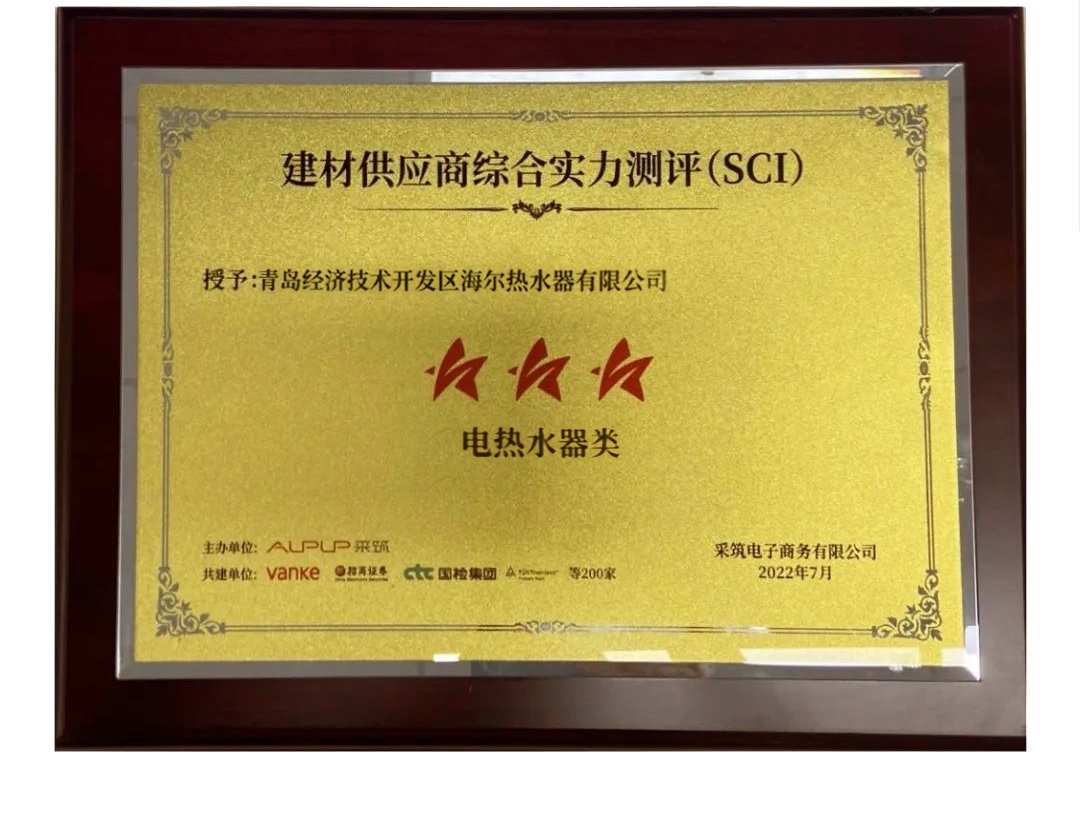 建材供应商综合实力测评(SCI)
授予:青岛经济技术开发区海尔热水器有限公司
电热水器类
主办单位: AUPUP 采筑
共建单位: vanke 招商证券 ctc 国检集团 TÜVRheinland 等200家
采筑电子商务有限公司
2022年7月